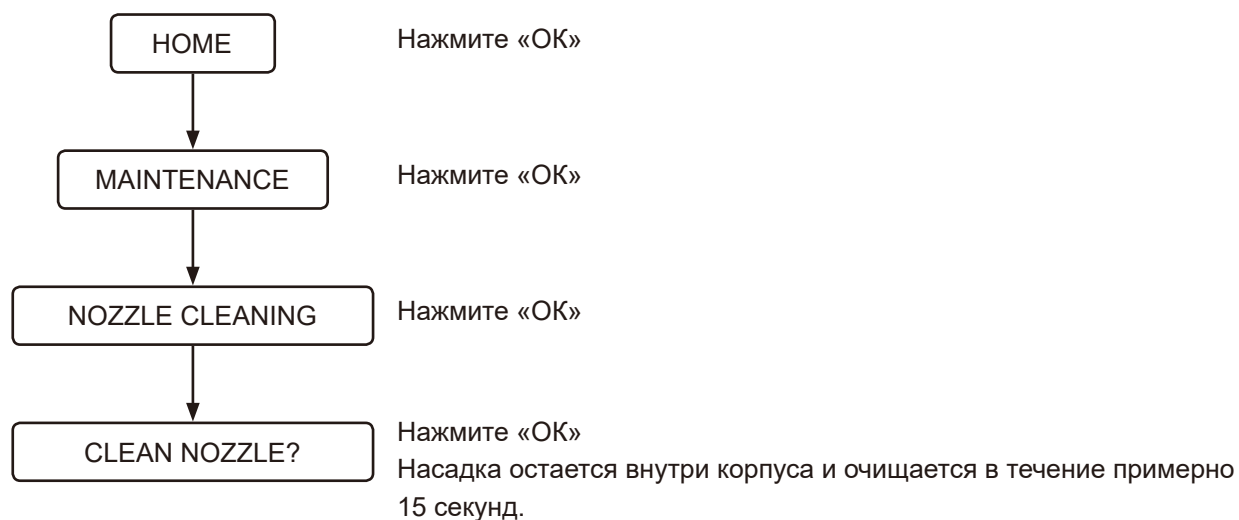 HOME
Нажмите «ОК»
MAINTENANCE
Нажмите «ОК»
NOZZLE CLEANING
Нажмите «ОК»
CLEAN NOZZLE?
Нажмите «ОК»
Насадка остается внутри корпуса и очищается в течение примерно
15 секунд.